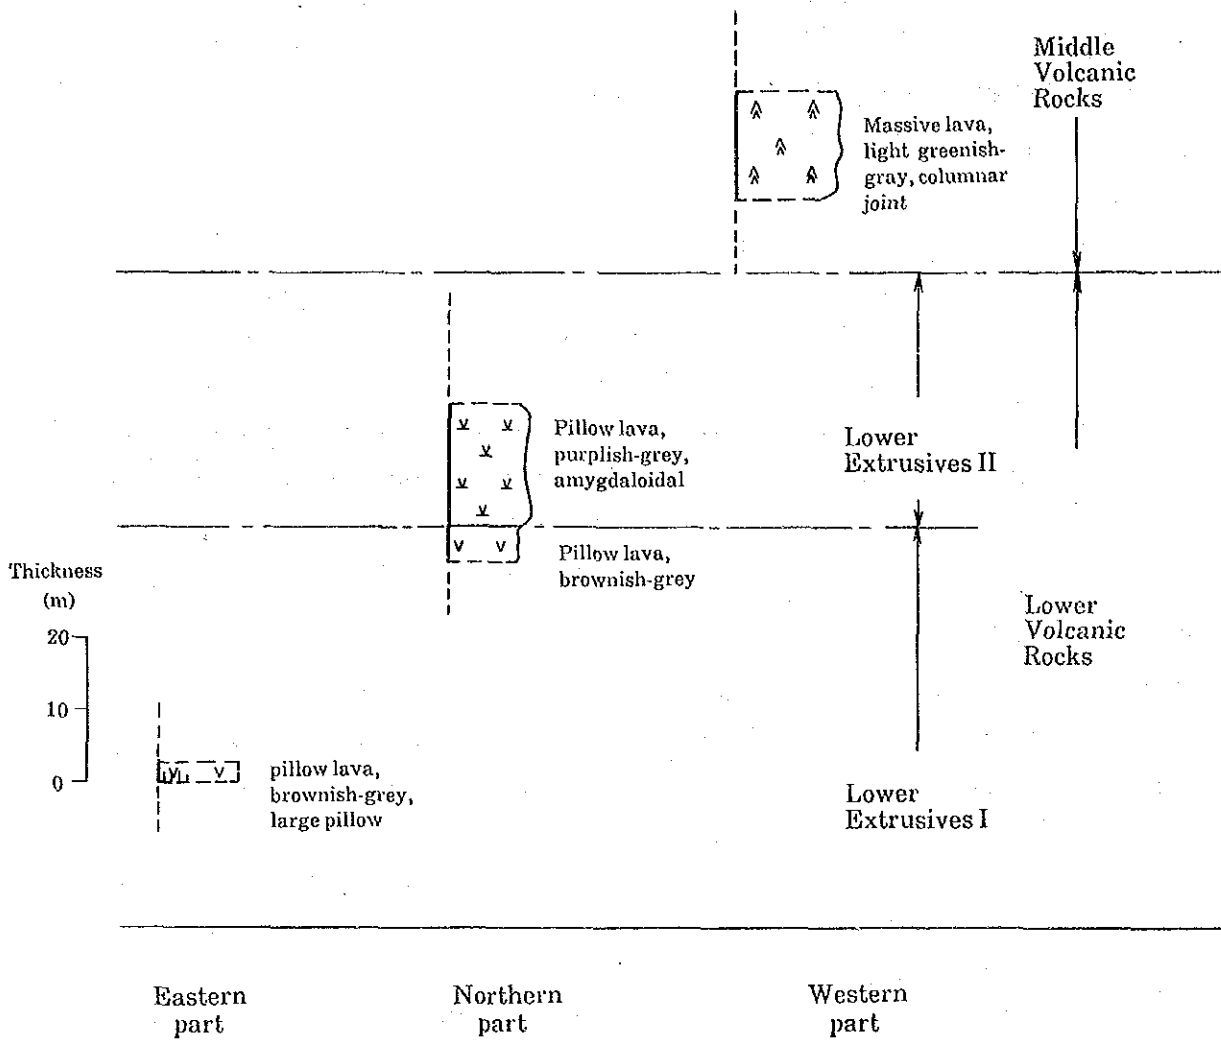 Middle
Volcanic
Rocks
Massive lava,
light greenish-
gray, columnar
joint
Pillow lava,
purplish-grey,
amygdaloidal
Lower
Extrusives II
Pillow lava,
brownish-grey
Thickness
(m)
20
10
0
Lower
Volcanic
Rocks
pillow lava,
brownish-grey,
large pillow
Lower
Extrusives I
Eastern
part
Northern
part
Western
part